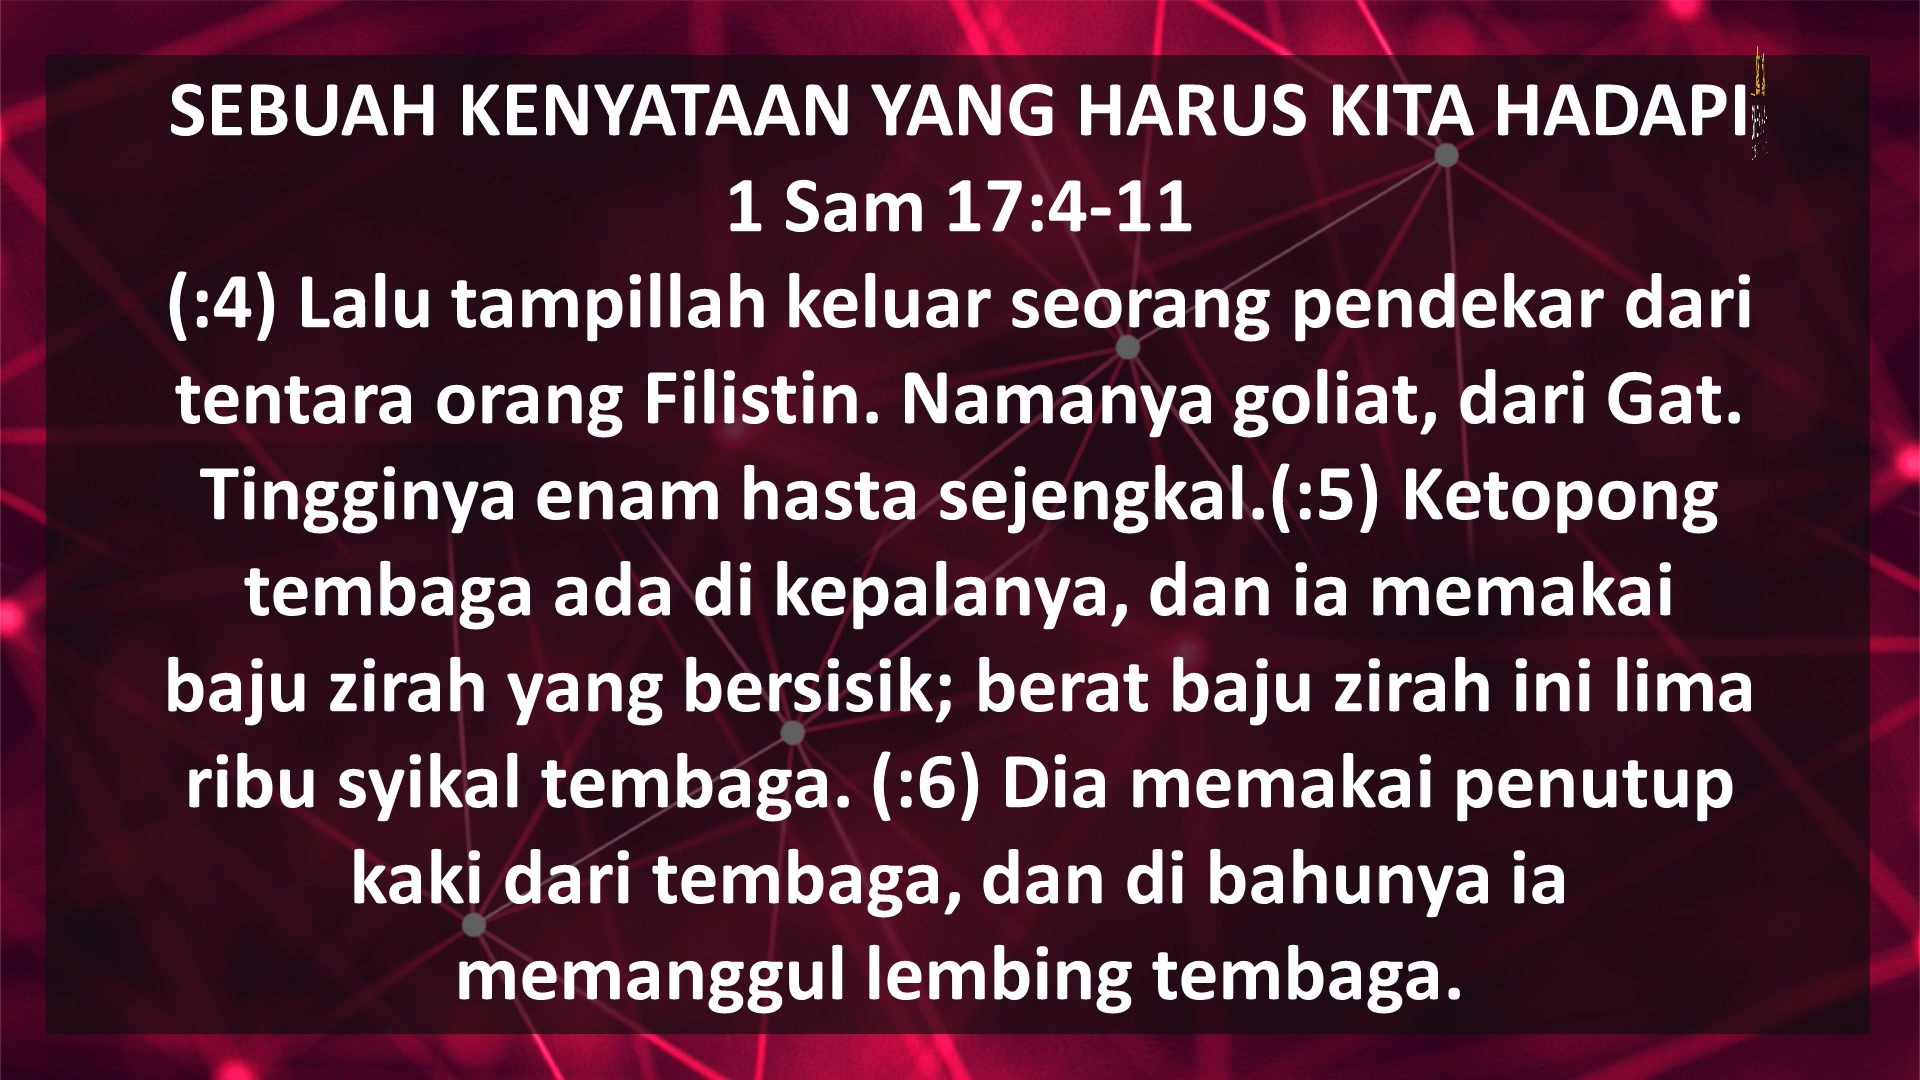 SEBUAH KENYATAAN YANG HARUS KITA HADAPI
1 Sam 17:4-11
(:4) Lalu tampillah keluar seorang pendekar dari
tentara orang Filistin. Namanya goliat, dari Gat.
Tingginya enam hasta sejengkal.(:5) Ketopong
tembaga ada di kepalanya, dan ia memakai
baju zirah yang bersisik; berat baju zirah ini lima
ribu syikal tembaga. (:6) Dia memakai penutup
kaki dari tembaga, dan di bahunya ia
memanggul lembing tembaga.